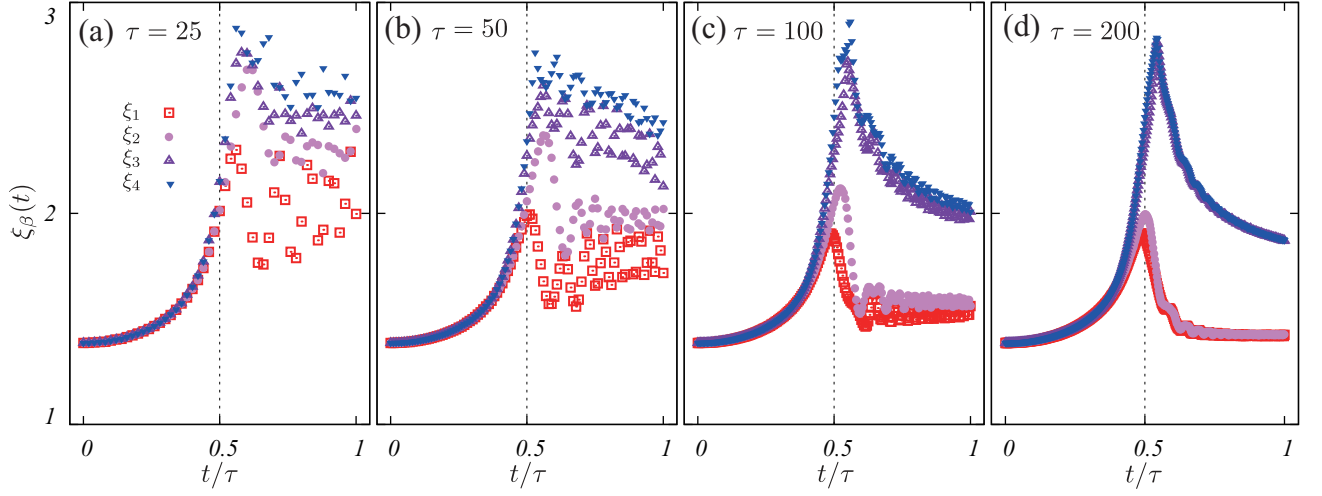 3
(a) τ = 25
(b) τ = 50
(c) τ = 100
(d) τ = 200
ξ1
ξ2
ξ3
ξ4
ξβ(t)
2
1
0 0.5 1
0 0.5 1
0 0.5 1
0 0.5 1
t/τ
t/τ
t/τ
t/τ